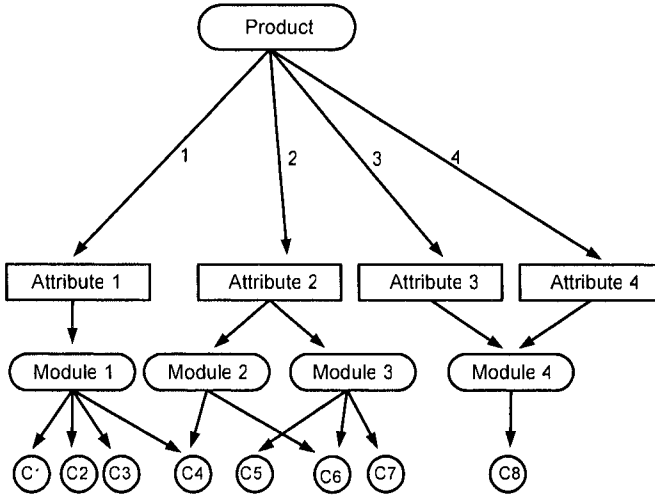 Product
1
2
3
4
Attribute 1
Attribute 2
Attribute 3
Attribute 4
Module 1
Module 2
Module 3
Module 4
C2
C3
C4
C5
C6
C7
C8